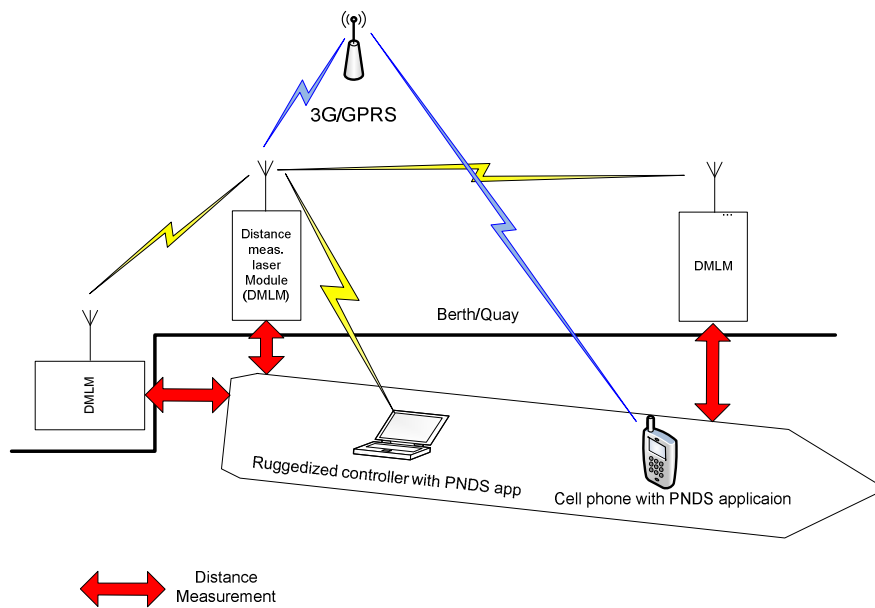 3G/GPRS
Distance
meas.
laser
Module
(DMLM)
DMLM
Berth/Quay
DMLM
Ruggedized controller with PNDS app
Cell phone with PNDS applicaion
Distance
Measurement